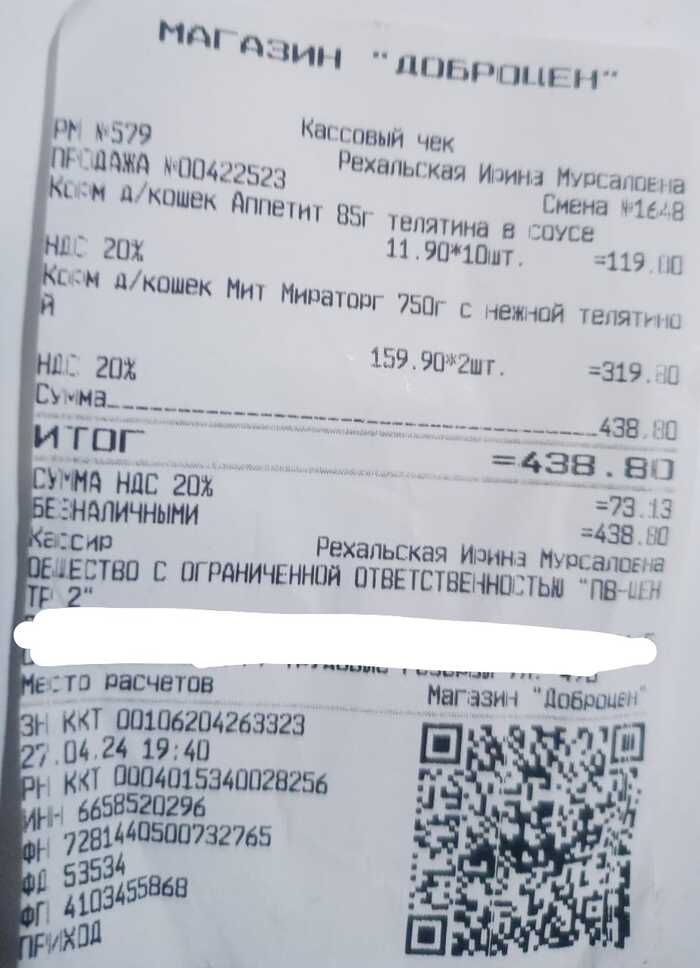 МАГАЗИН "ДОБРОЦЕН"
Кассовый чек
РМ №579
Рехальская Ирина Мурсаловна
ПРОДАЖА №00422523
Смена №1648
Корм д/кошек Аппетит 85г телятина в соусе
11.90*10шт.
НДС 20% =119.00
Корм д/кошек Мит Мираторг 750г с нежной телятино
й
159.90*2шт.
НДС 20% =319.80
Сумма 438.80
ИТОГ =438.80
СУММА НДС 20% =73.13
БЕЗНАЛИЧНЫМИ =438.80
Кассир Рехальская Ирина Мурсаловна
ОБЩЕСТВО С ОГРАНИЧЕННОЙ ОТВЕТСТВЕННОСТЬЮ "ПВ-ЦЕН
ТР 2"
Место расчетов Магазин "Доброцен"
ЗН ККТ 00106204263323
27.04.24 19:40
РН ККТ 0004015340028256
ИНН 6658520296
ФН 7281440500732765
ФД 53534
ФП 4103455868
ПРИХОД